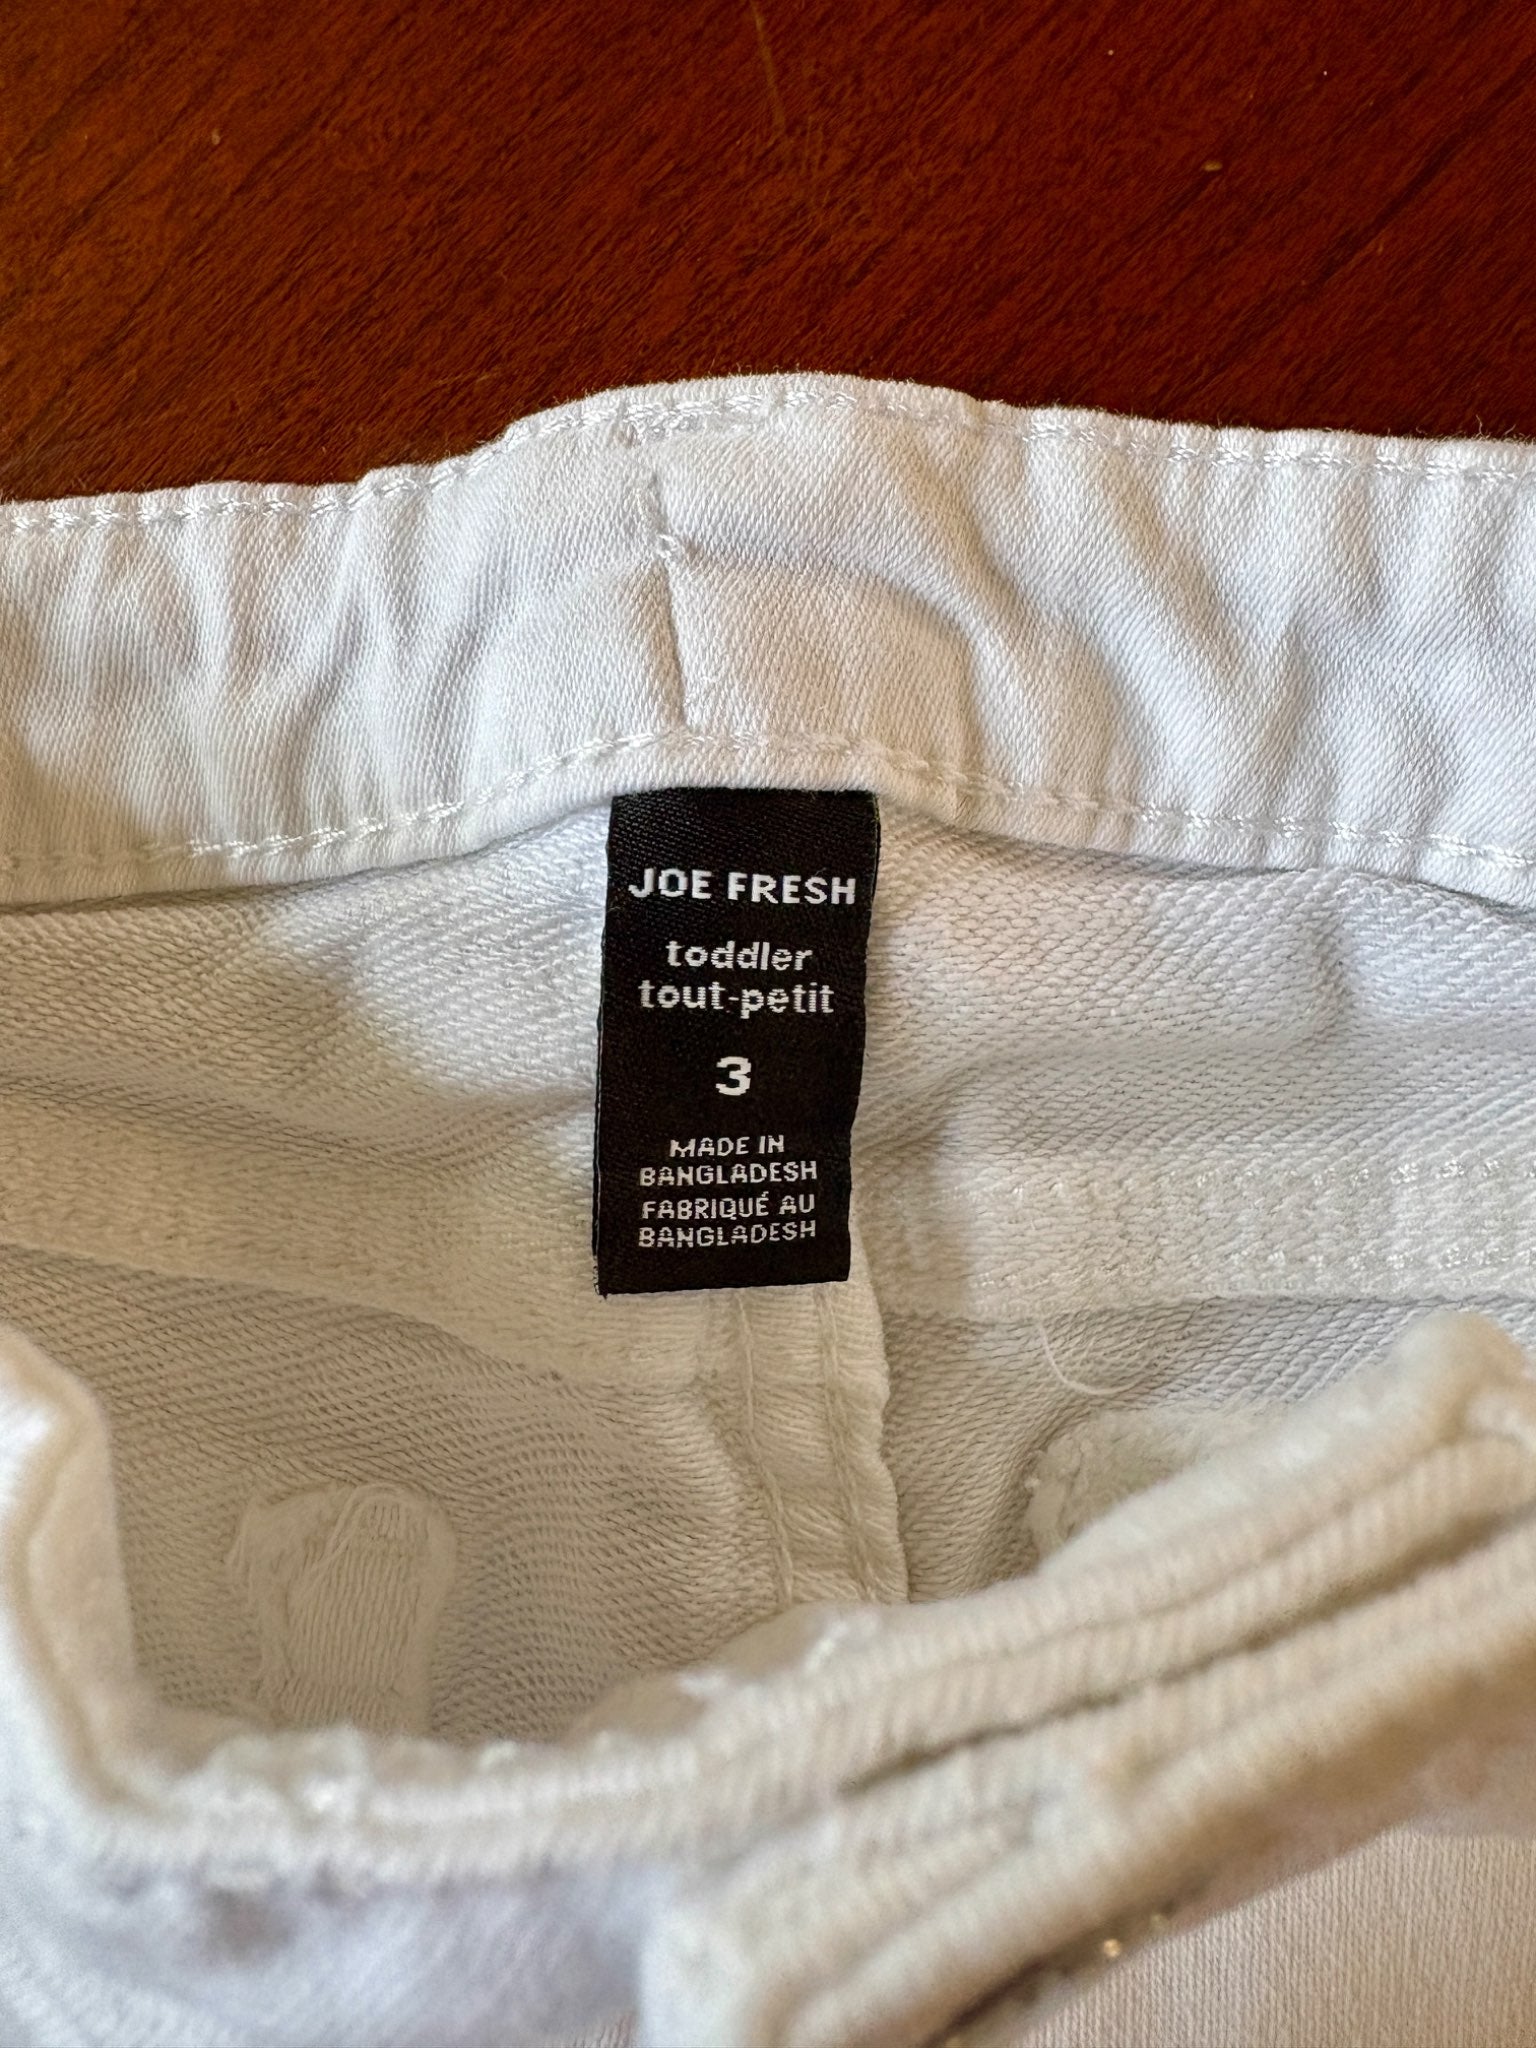 JOE FRESH
toddler
tout-petit
3
MADE IN
BANGLADESH
FABRIQUÉ AU
BANGLADESH